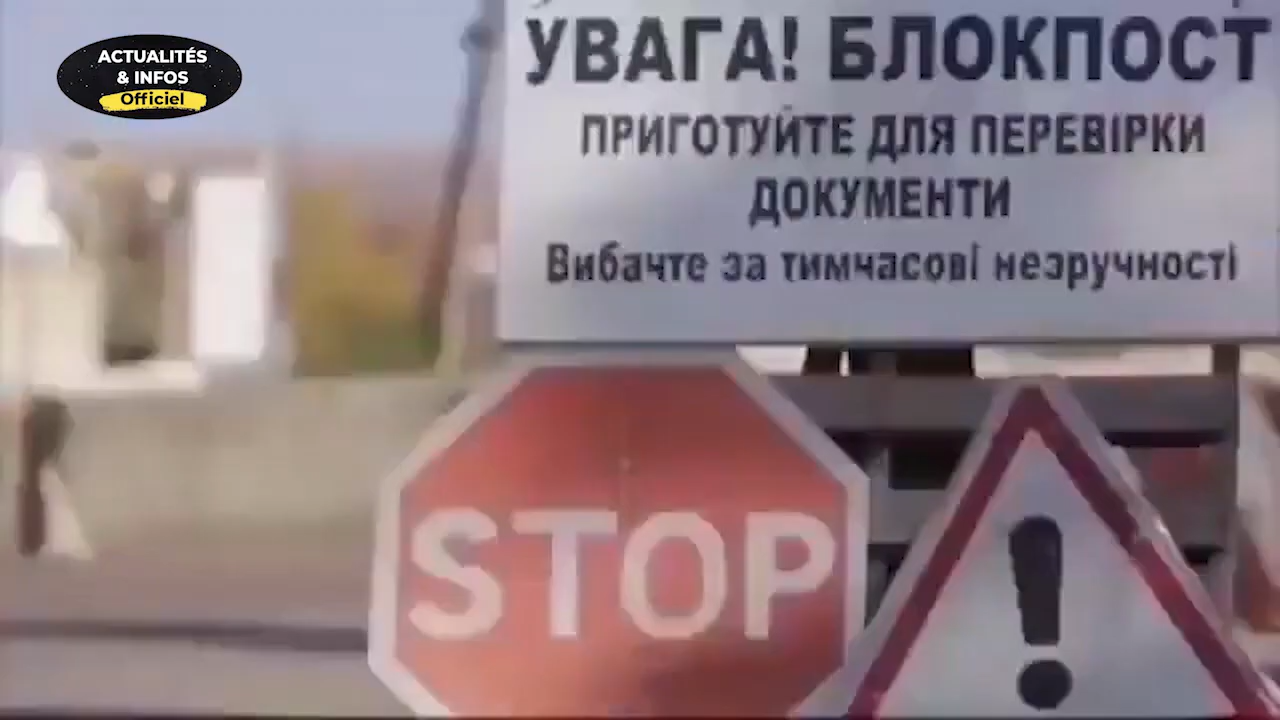 ACTUALITÉS
& INFOS
Officiel
УВАГА! БЛОКПОСТ
ПРИГОТУЙТЕ ДЛЯ ПЕРЕВІРКИ
ДОКУМЕНТИ
Вибачте за тимчасові незручності
STOP
!